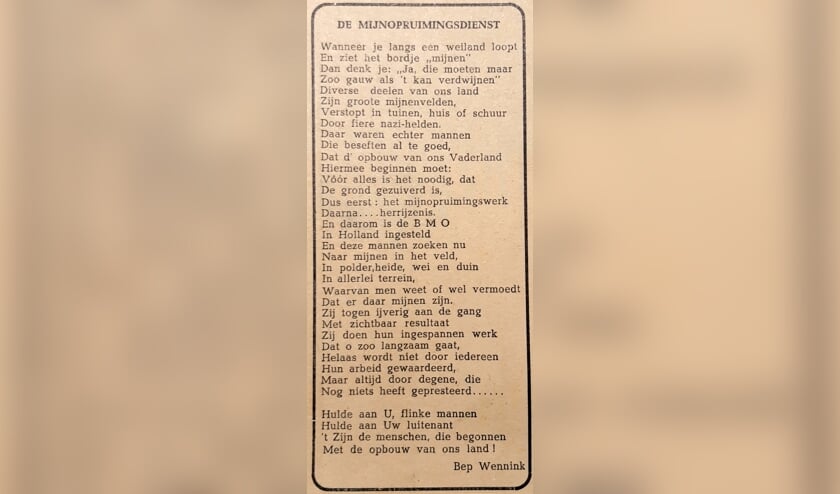 DE MIJNOPRUIMINGSDIENST
Wanneer je langs een weiland loopt
En ziet het bordje „mijnen”
Dan denk je: „Ja, die moeten maar
Zoo gauw als 't kan verdwijnen”
Diverse deelen van ons land
Zijn groote mijnenvelden,
Verstopt in tuinen, huis of schuur
Door fiere nazi-helden.
Daar waren echter mannen
Die beseften al te goed,
Dat d' opbouw van ons Vaderland
Hiermee beginnen moet:
Vóór alles is het noodig, dat
De grond gezuiverd is,
Dus eerst : het mijnopruimingswerk
Daarna....herrijzenis.
En daarom is de B M O
In Holland ingesteld
En deze mannen zoeken nu
Naar mijnen in het veld,
In polder,heide, wei en duin
In allerlei terrein,
Waarvan men weet of wel vermoedt
Dat er daar mijnen zijn.
Zij togen ijverig aan de gang
Met zichtbaar resultaat
Zij doen hun ingespannen werk
Dat o zoo langzaam gaat,
Helaas wordt niet door iedereen
Hun arbeid gewaardeerd,
Maar altijd door degene, die
Nog niets heeft gepresteerd......
Hulde aan U, flinke mannen
Hulde aan Uw luitenant
't Zijn de menschen, die begonnen
Met de opbouw van ons land !
Bep Wennink